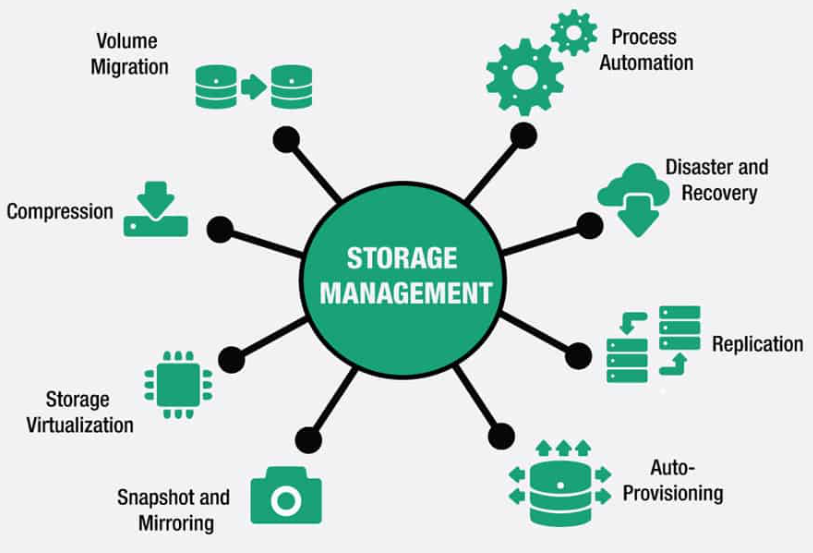 Volume
Migration
Process
Automation
Disaster and
Recovery
Compression
STORAGE
MANAGEMENT
Replication
Storage
Virtualization
Auto-
Provisioning
Snapshot and
Mirroring